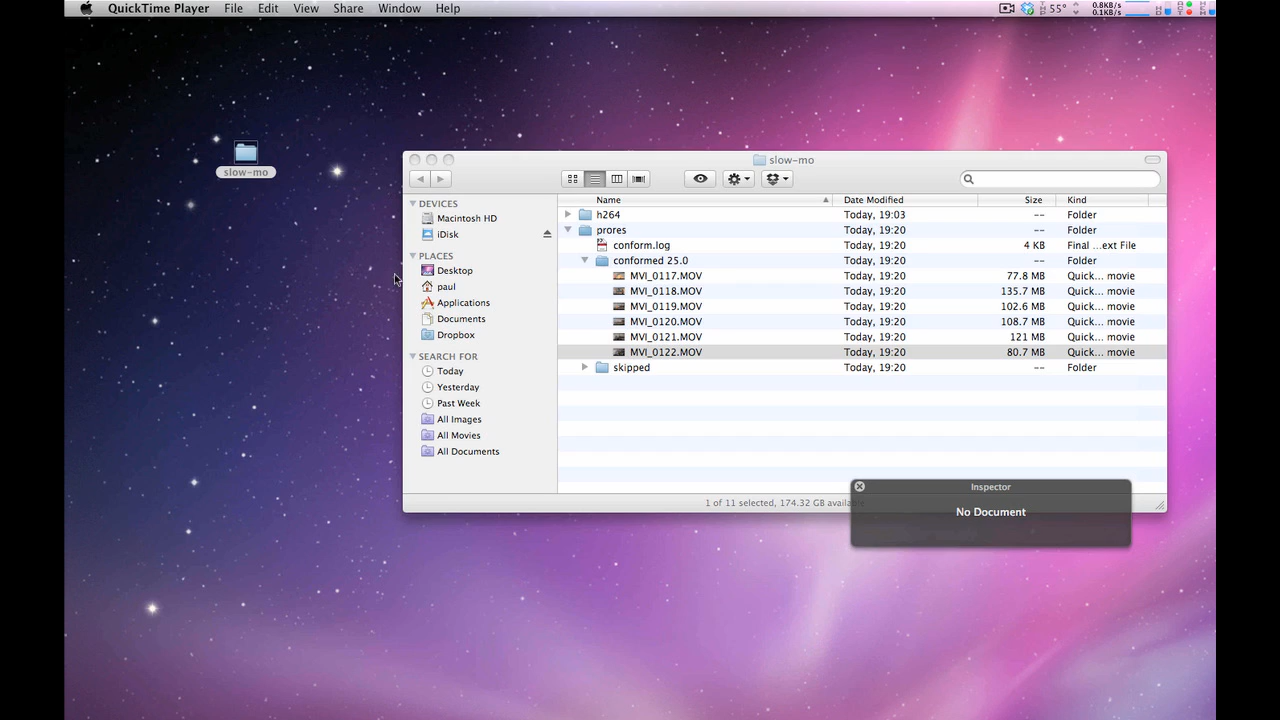 QuickTime Player File Edit View Share Window Help 55° 0.8KB/s
0.1KB/s
slow-mo
slow-mo
DEVICES
Macintosh HD
iDisk
PLACES
Desktop
paul
Applications
Documents
Dropbox
SEARCH FOR
Today
Yesterday
Past Week
All Images
All Movies
All Documents
Name Date Modified Size Kind
h264 Today, 19:03 -- Folder
prores Today, 19:20 -- Folder
conform.log Today, 19:20 4 KB Final ...ext File
conformed 25.0 Today, 19:20 -- Folder
MVI_0117.MOV Today, 19:20 77.8 MB Quick... movie
MVI_0118.MOV Today, 19:20 135.7 MB Quick... movie
MVI_0119.MOV Today, 19:20 102.6 MB Quick... movie
MVI_0120.MOV Today, 19:20 108.7 MB Quick... movie
MVI_0121.MOV Today, 19:20 121 MB Quick... movie
MVI_0122.MOV Today, 19:20 80.7 MB Quick... movie
skipped Today, 19:20 -- Folder
1 of 11 selected, 174.32 GB
Inspector
No Document